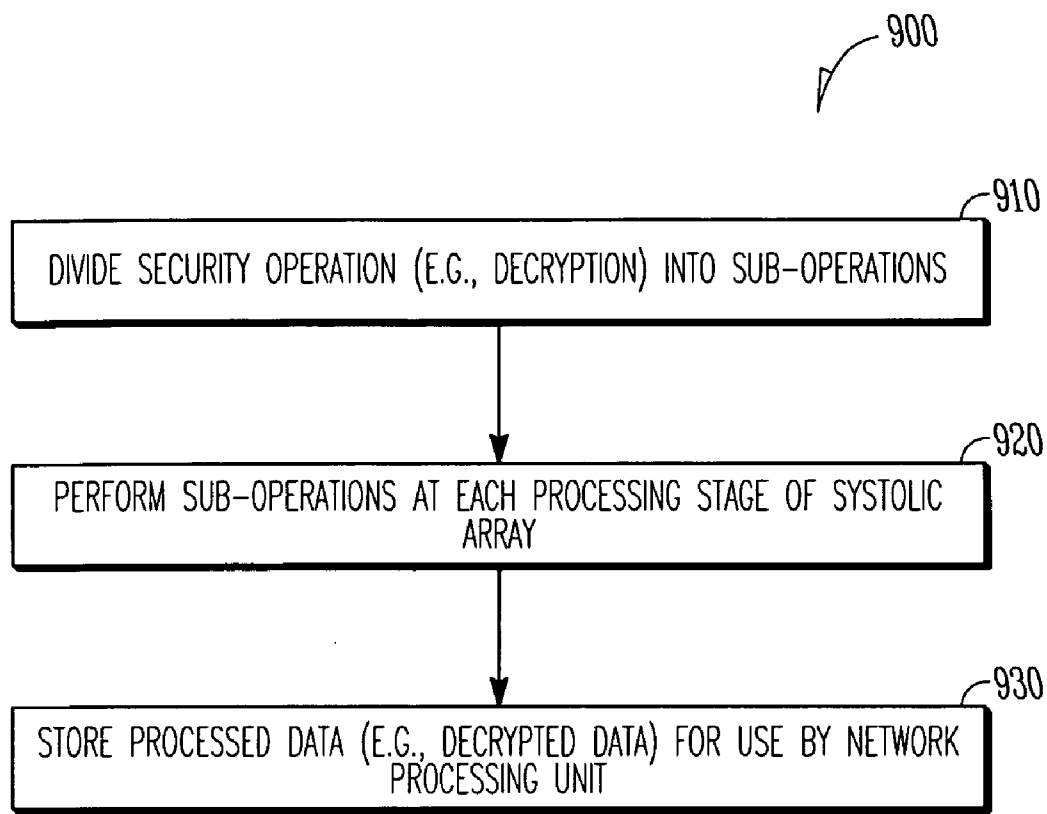 900
910
DIVIDE SECURITY OPERATION (E.G., DECRYPTION) INTO SUB-OPERATIONS
920
PERFORM SUB-OPERATIONS AT EACH PROCESSING STAGE OF SYSTOLIC
ARRAY
930
STORE PROCESSED DATA (E.G., DECRYPTED DATA) FOR USE BY NETWORK
PROCESSING UNIT